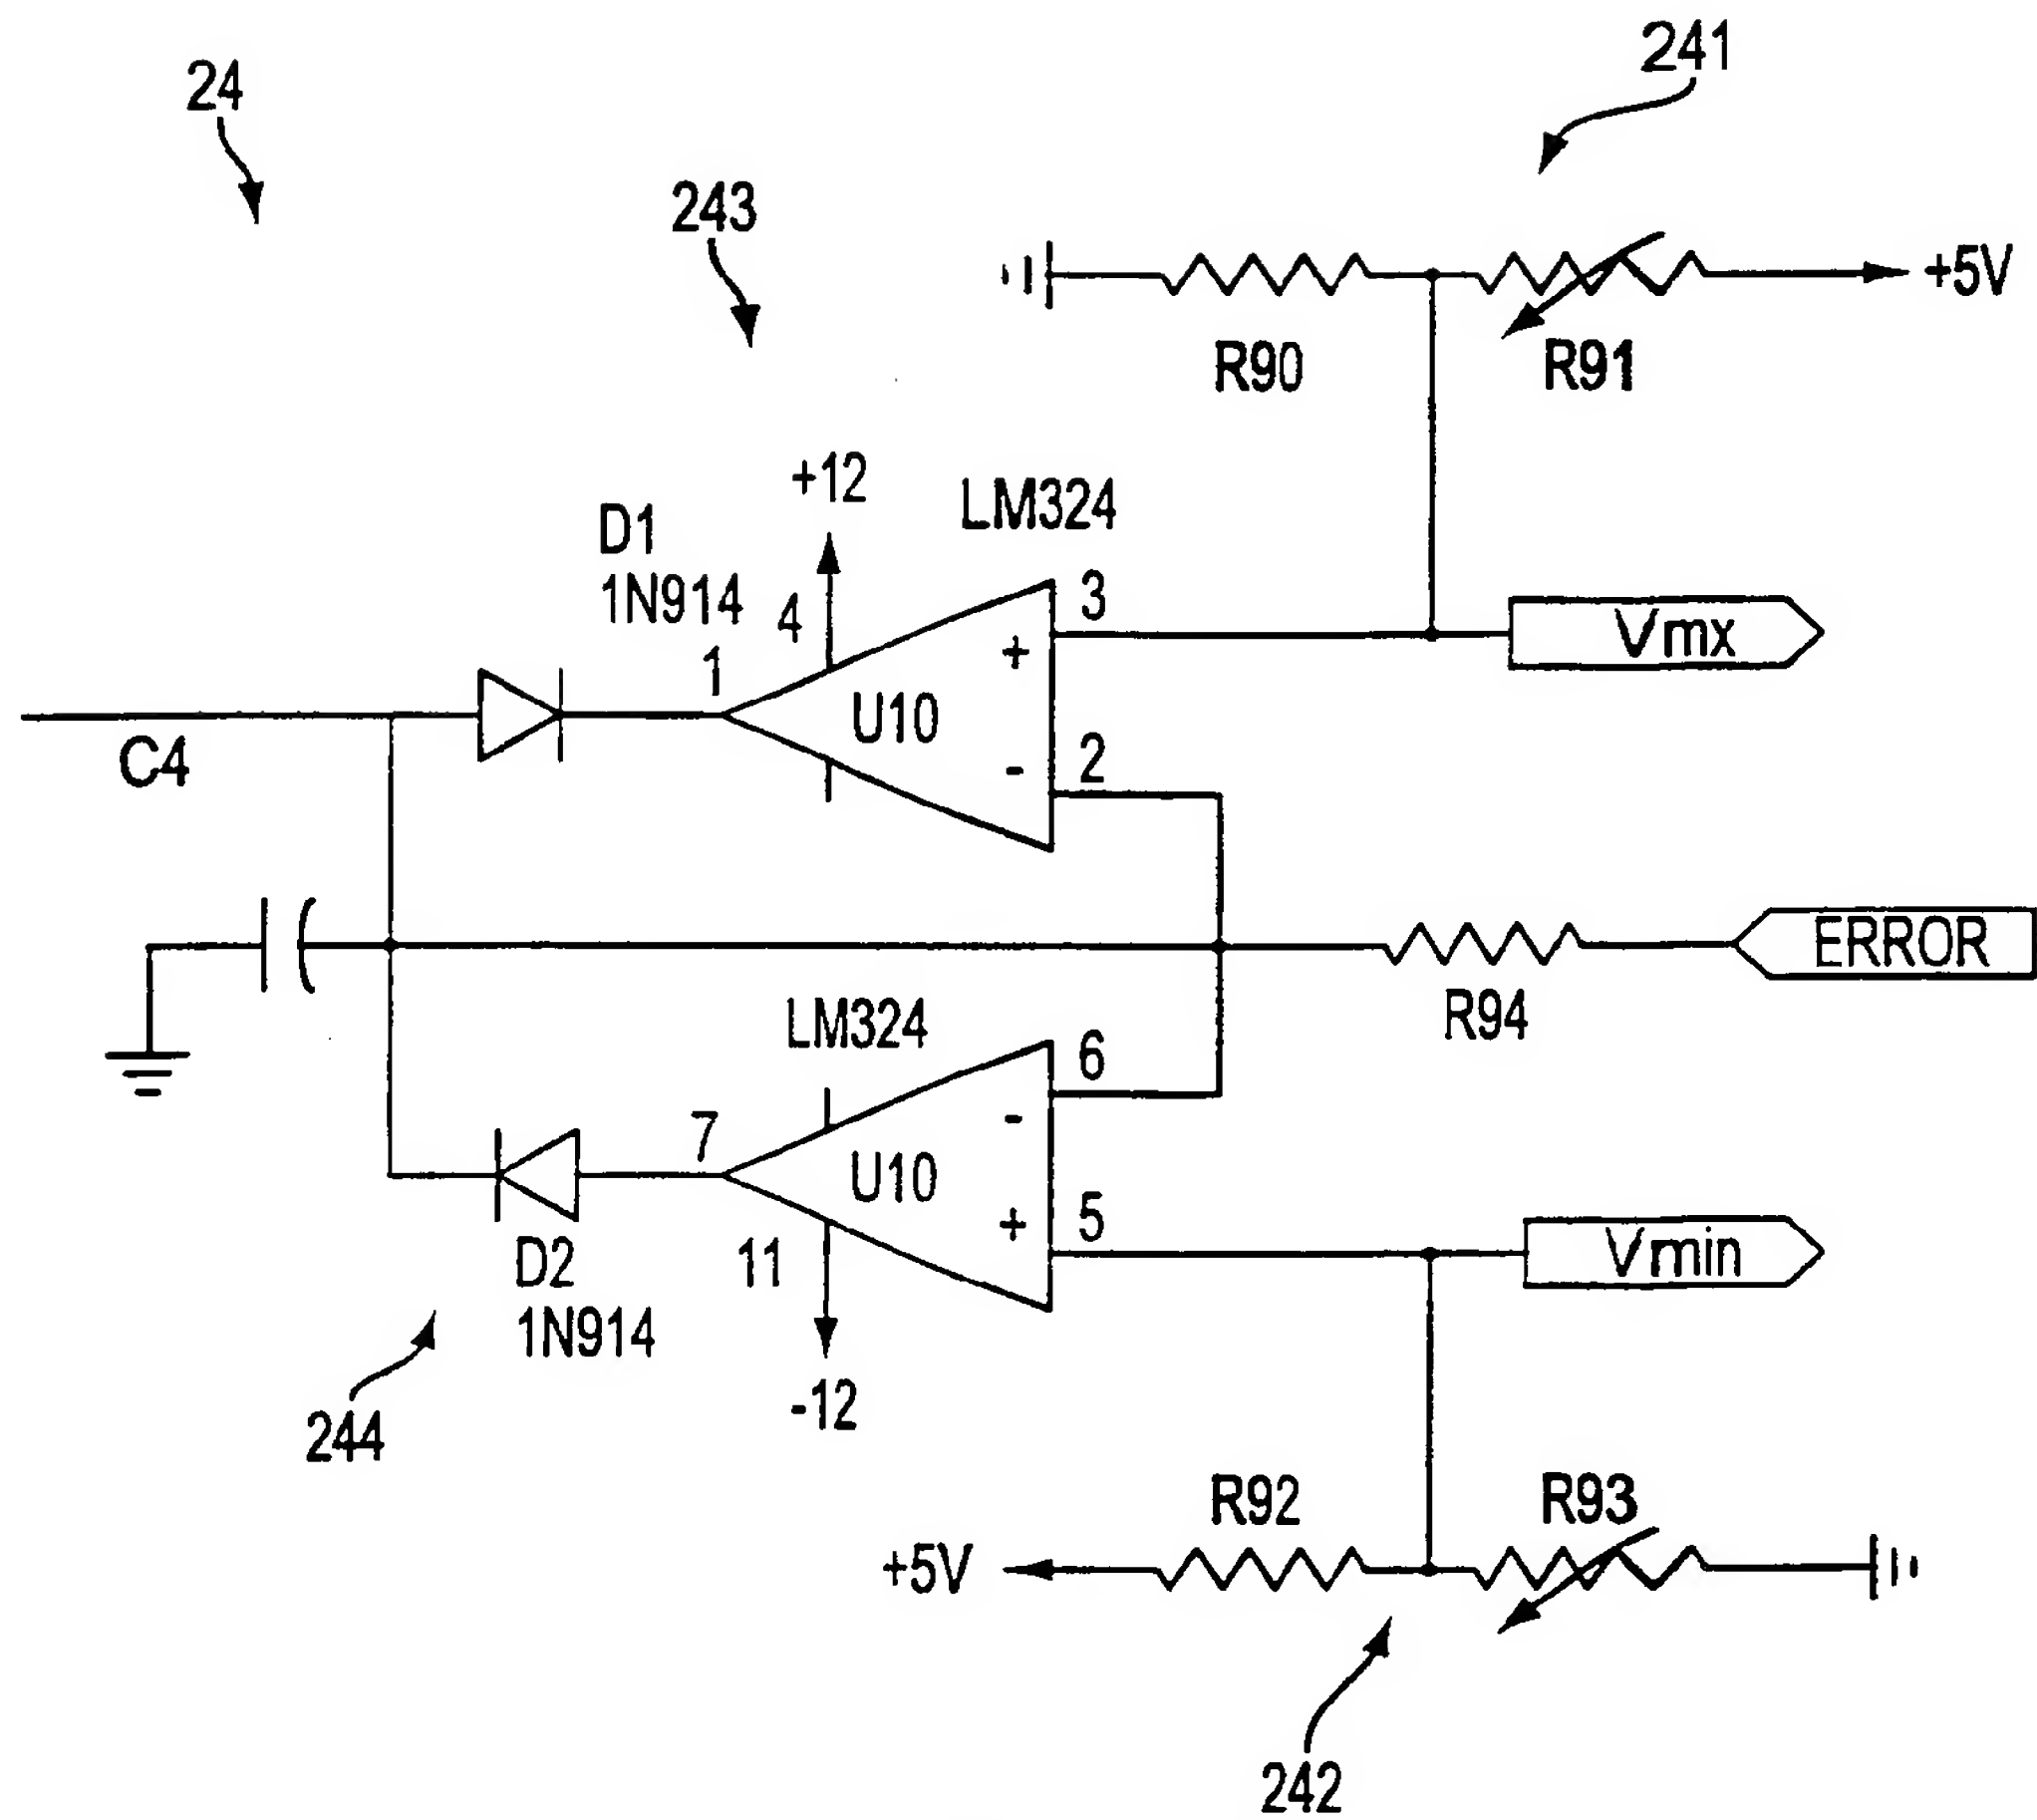 241
24
243
+5V
R90
R91
+12
LM324
D1
1N914
4
3
1
+
Vmx
U10
C4
-
2
ERROR
LM324
R94
6
7
-
U10
5
+
Vmin
D2
1N914
11
-12
244
R92
R93
+5V
242